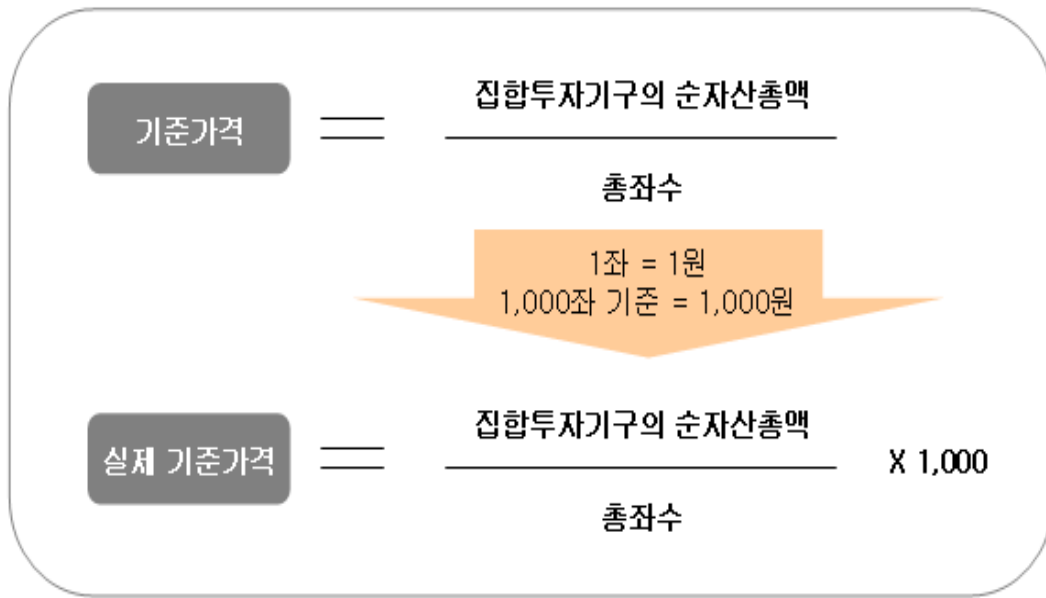 집합투자기구의 순자산총액
기준가격
총좌수
1좌 = 1원
1,000좌 기준 = 1,000원
집합투자기구의 순자산총액
실제 기준가격
X 1,000
총좌수